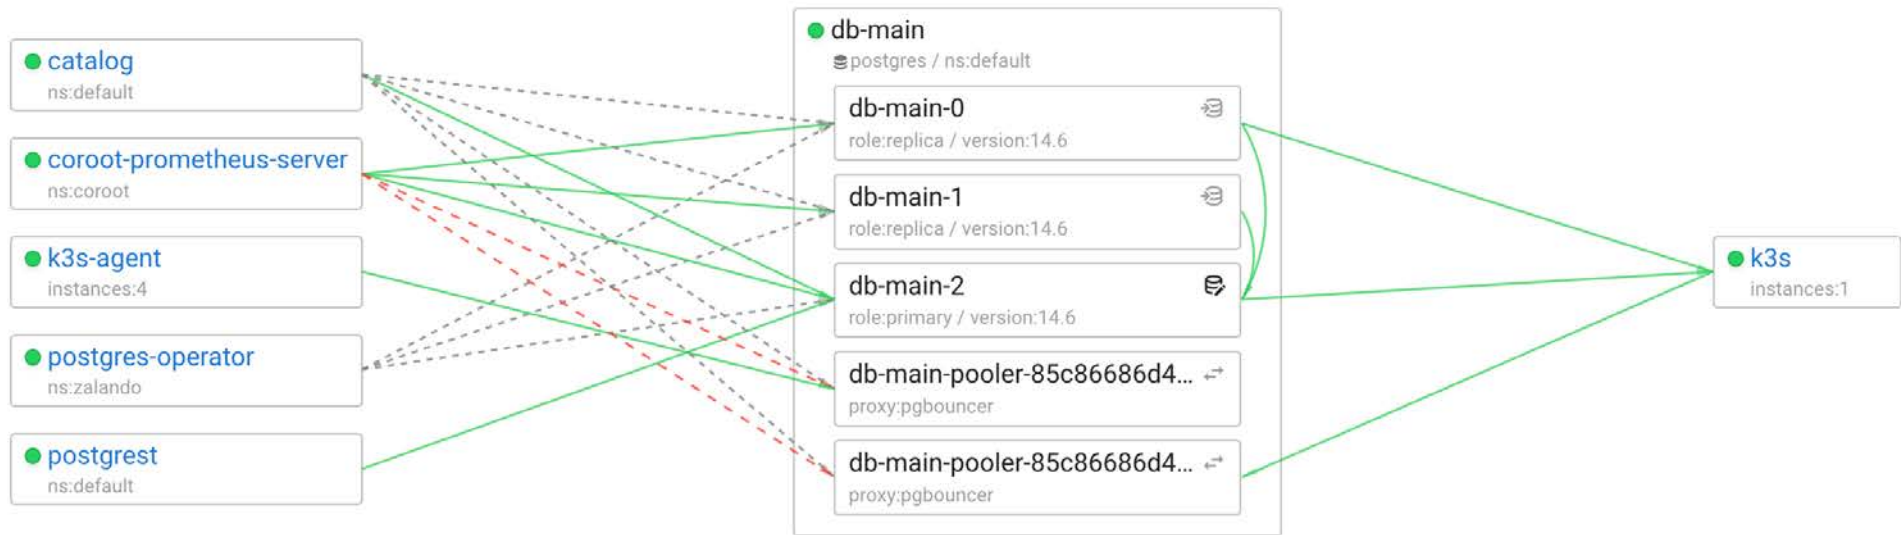 catalog
ns:default
coroot-prometheus-server
ns:coroot
k3s-agent
instances:4
postgres-operator
ns:zalando
postgrest
ns:default
db-main
postgres / ns:default
db-main-0
role:replica / version:14.6
db-main-1
role:replica / version:14.6
db-main-2
role:primary / version:14.6
db-main-pooler-85c86686d4...
proxy:pgbouncer
db-main-pooler-85c86686d4...
proxy:pgbouncer
k3s
instances:1